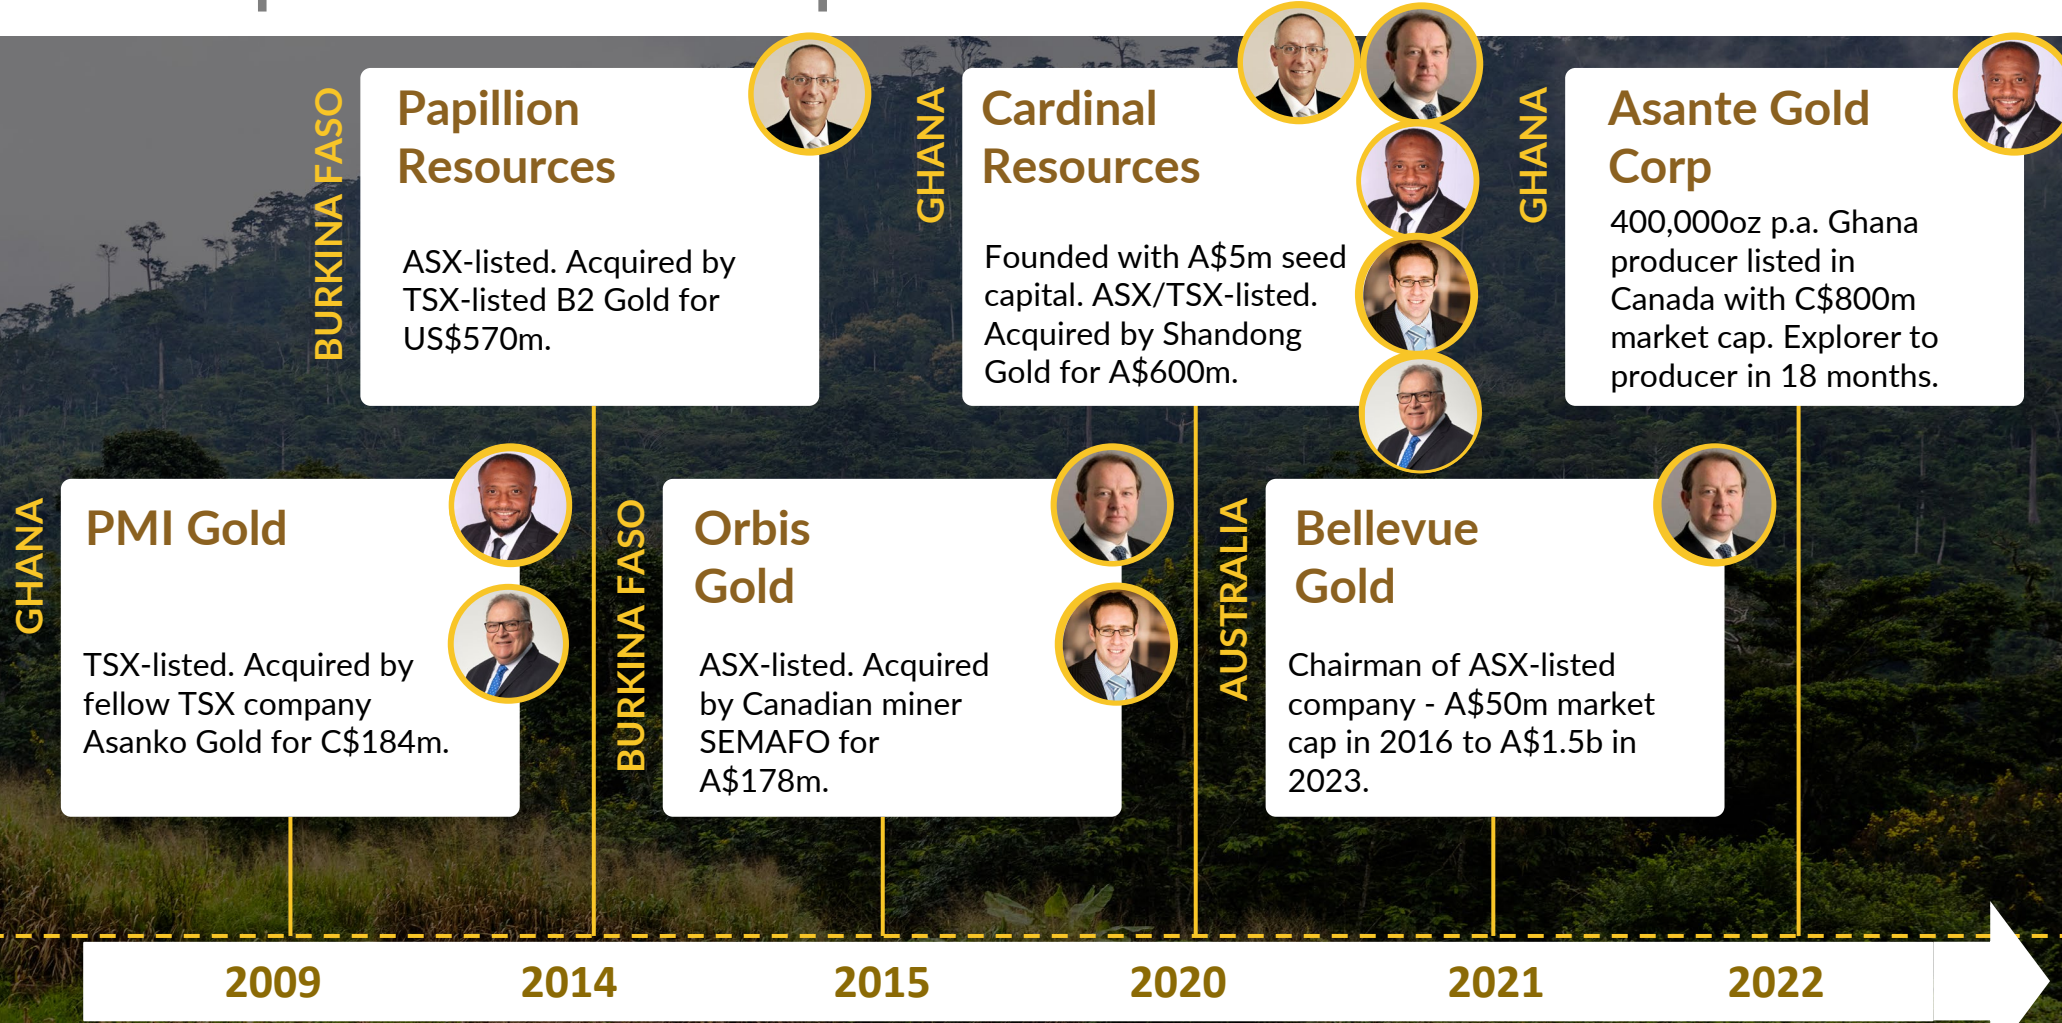 BURKINA FASO
Papillion
Resources
ASX-listed. Acquired by
TSX-listed B2 Gold for
US$570m.
GHANA
Cardinal
Resources
Founded with A$5m seed
capital. ASX/TSX-listed.
Acquired by Shandong
Gold for A$600m.
GHANA
Asante Gold
Corp
400,000oz p.a. Ghana
producer listed in
Canada with C$800m
market cap. Explorer to
producer in 18 months.
GHANA
PMI Gold
TSX-listed. Acquired by
fellow TSX company
Asanko Gold for C$184m.
BURKINA FASO
Orbis
Gold
ASX-listed. Acquired
by Canadian miner
SEMAFO for
A$178m.
AUSTRALIA
Bellevue
Gold
Chairman of ASX-listed
company - A$50m market
cap in 2016 to A$1.5b in
2023.
2009
2014
2015
2020
2021
2022